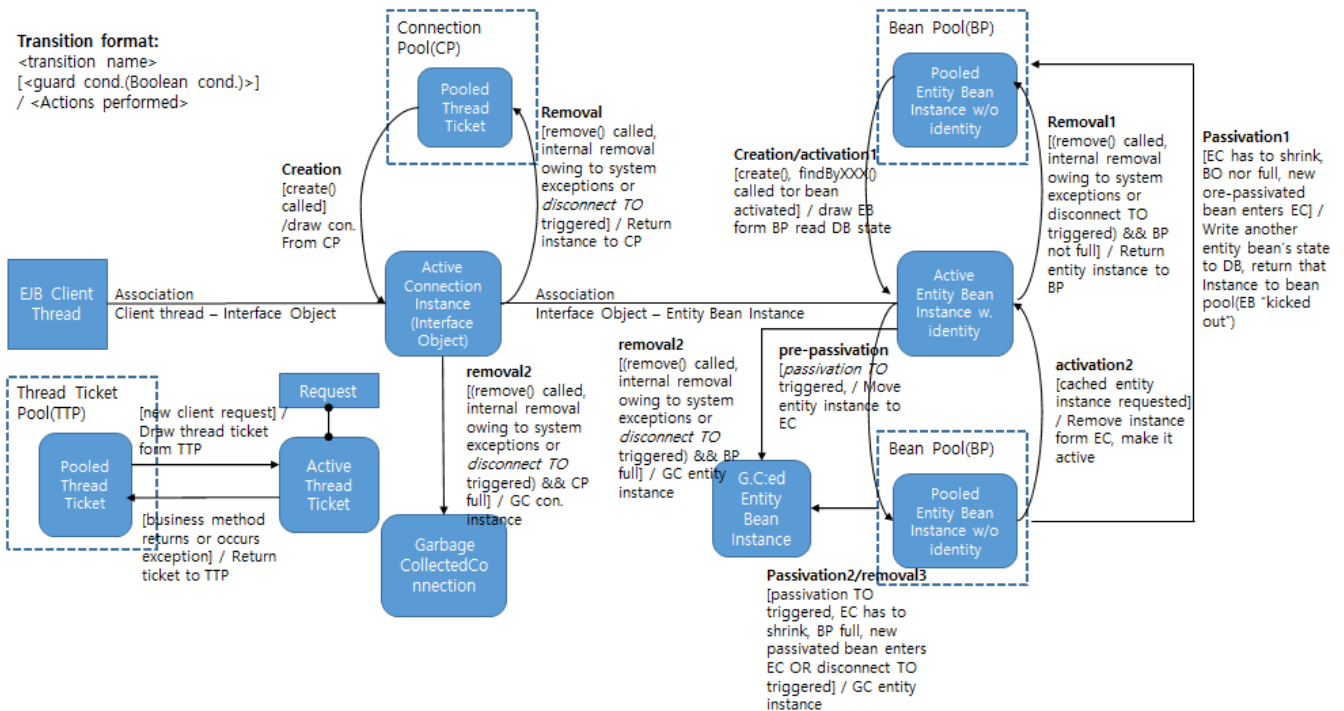 Transition format:
<transition name>
[<guard cond.(Boolean cond.)>]
/ <Actions performed>
Connection
Pool(CP)
Pooled
Thread
Ticket
Creation
[create()
called]
/draw con.
From CP
Removal
[remove() called,
internal removal
owing to system
exceptions or
disconnect TO
triggered] / Return
instance to CP
Bean Pool(BP)
Pooled
Entity Bean
Instance w/o
identity
Creation/activation1
[create(), findByXXX()
called tor bean
activated] / draw EB
form BP read DB state
Removal1
[(remove() called,
internal removal
owing to system
exceptions or
disconnect TO
triggered) && BP
not full] / Return
entity instance to
BP
Passivation1
[EC has to shrink,
BO nor full, new
ore-passivated
bean enters EC] /
Write another
entity bean's state
to DB, return that
Instance to bean
pool(EB "kicked
out")
EJB Client
Thread
Association
Client thread – Interface Object
Active
Connection
Instance
(Interface
Object)
Association
Interface Object – Entity Bean Instance
Active
Entity Bean
Instance w.
identity
Thread Ticket
Pool(TTP)
Pooled
Thread
Ticket
[new client request] /
Draw thread ticket
form TTP
Request
Active
Thread
Ticket
[business method
returns or occurs
exception] / Return
ticket to TTP
removal2
[(remove() called,
internal removal
owing to system
exceptions or
disconnect TO
triggered) && CP
full] / GC con.
instance
Garbage
CollectedCo
nnection
removal2
[(remove() called,
internal removal
owing to system
exceptions or
disconnect TO
triggered) && BP
full] / GC entity
instance
pre-passivation
[passivation TO
triggered, / Move
entity instance to
EC
activation2
[cached entity
instance requested]
/ Remove instance
form EC, make it
active
G.C:ed
Entity
Bean
Instance
Bean Pool(BP)
Pooled
Entity Bean
Instance w/o
identity
Passivation2/removal3
[passivation TO
triggered, EC has to
shrink, BP full, new
passivated bean enters
EC OR disconnect TO
triggered] / GC entity
instance